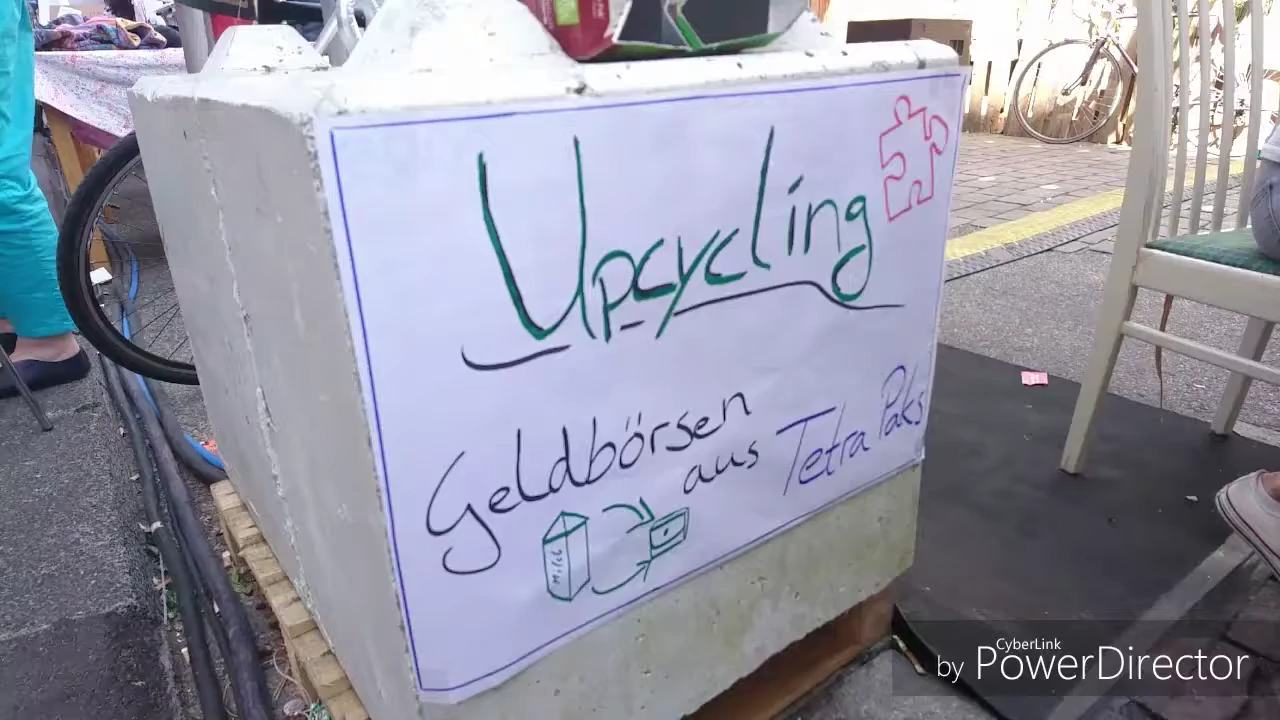 Upcycling
Geldbörsen
aus Tetra Paks
Milch
CyberLink
by PowerDirector